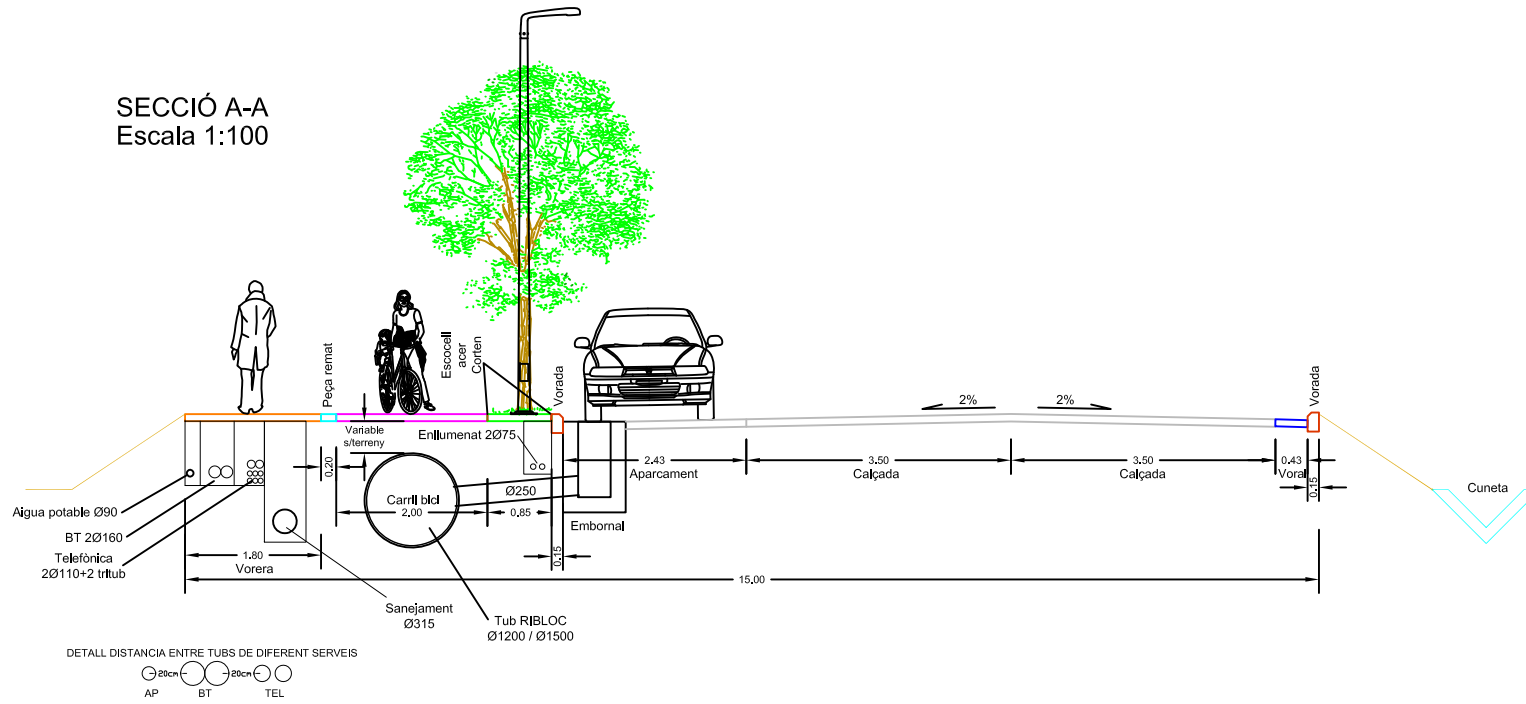 SECCIÓ A-A
Escala 1:100
Peça remat
Escocell
acer
Corten
Vorada
Vorada
2%
2%
Variable
s/terreny
Enllumenat 2Ø75
0.20
2.43
Aparcament
3.50
Calçada
3.50
Calçada
0.43
Voral
0.15
Cuneta
Carril bici
2.00
Ø250
0.85
Embornal
Aigua potable Ø90
BT 2Ø160
Telefònica
2Ø110+2 tritub
1.80
Vorera
0.15
15.00
Sanejament
Ø315
Tub RIBLOC
Ø1200 / Ø1500
DETALL DISTANCIA ENTRE TUBS DE DIFERENT SERVEIS
20cm
20cm
AP
BT
TEL